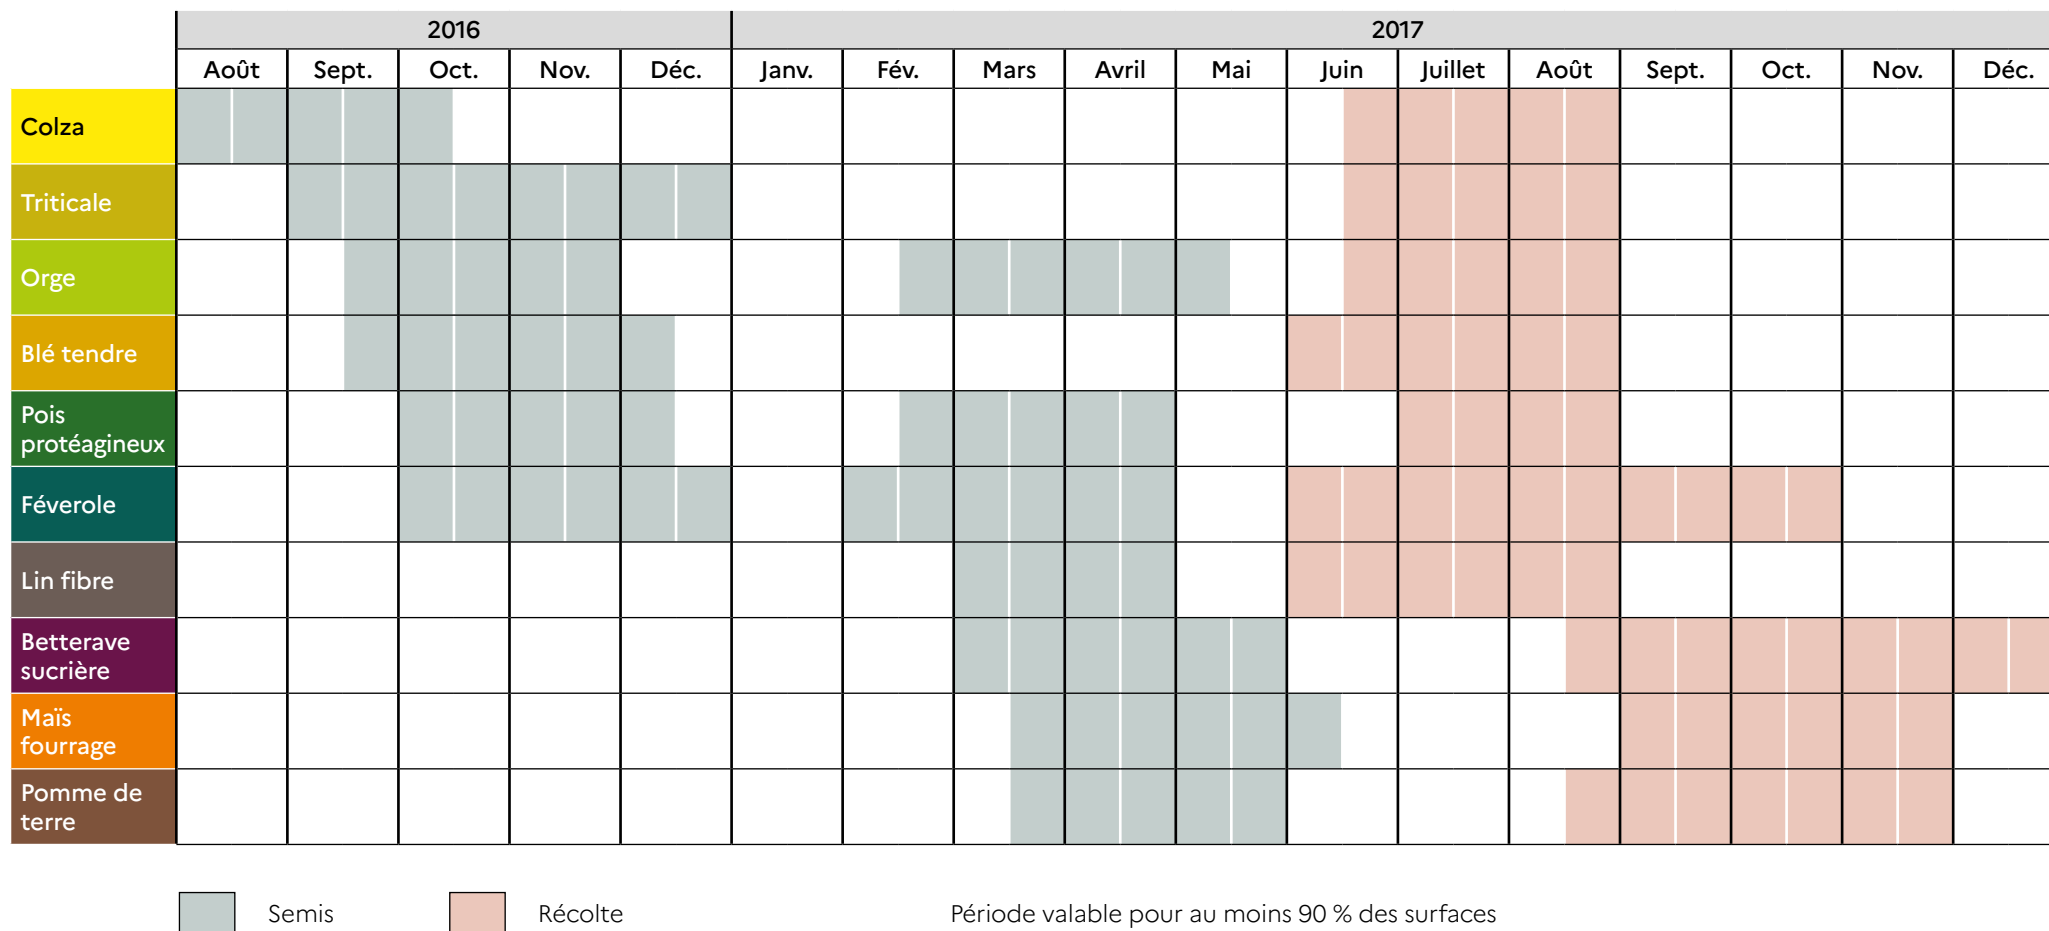 2016 2017
Août Sept. Oct. Nov. Déc. Janv. Fév. Mars Avril Mai Juin Juillet Août Sept. Oct. Nov. Déc.
Colza
Triticale
Orge
Blé tendre
Pois
protéagineux
Féverole
Lin fibre
Betterave
sucrière
Maïs
fourrage
Pomme de
terre
Semis Récolte Période valable pour au moins 90 % des surfaces